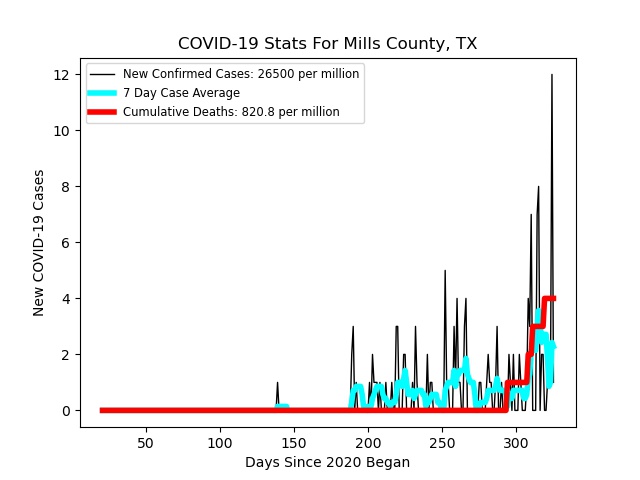 COVID-19 Stats For Mills County, TX
New Confirmed Cases: 26500 per million
7 Day Case Average
Cumulative Deaths: 820.8 per million
New COVID-19 Cases
12
10
8
6
4
2
0
50 100 150 200 250 300
Days Since 2020 Began